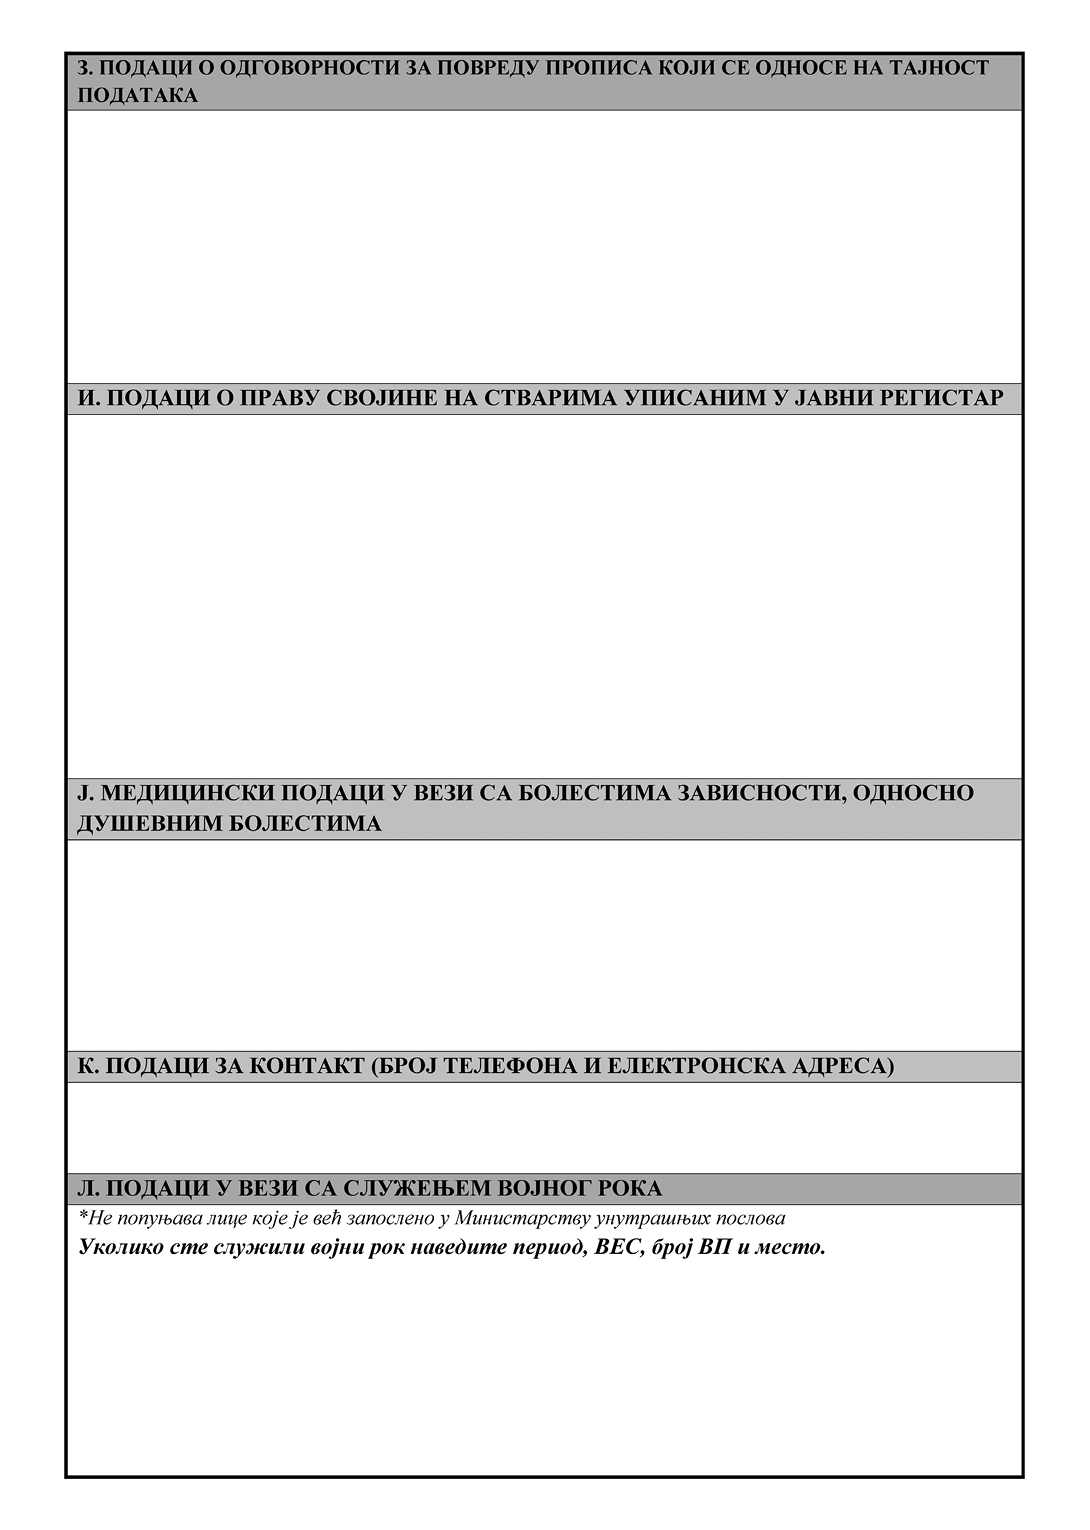 З. ПОДАЦИ О ОДГОВОРНОСТИ ЗА ПОВРЕДУ ПРОПИСА КОЈИ СЕ ОДНОСЕ НА ТАЈНОСТ
ПОДАТАКА
И. ПОДАЦИ О ПРАВУ СВОЈИНЕ НА СТВАРИМА УПИСАНИМ У ЈАВНИ РЕГИСТАР
Ј. МЕДИЦИНСКИ ПОДАЦИ У ВЕЗИ СА БОЛЕСТИМА ЗАВИСНОСТИ, ОДНОСНО
ДУШЕВНИМ БОЛЕСТИМА
К. ПОДАЦИ ЗА КОНТАКТ (БРОЈ ТЕЛЕФОНА И ЕЛЕКТРОНСКА АДРЕСА)
Л. ПОДАЦИ У ВЕЗИ СА СЛУЖЕЊЕМ ВОЈНОГ РОКА
*Не попуњава лице које је већ запослено у Министарству унутрашњих послова
Уколико сте служили војни рок наведите период, ВЕС, број ВП и место.